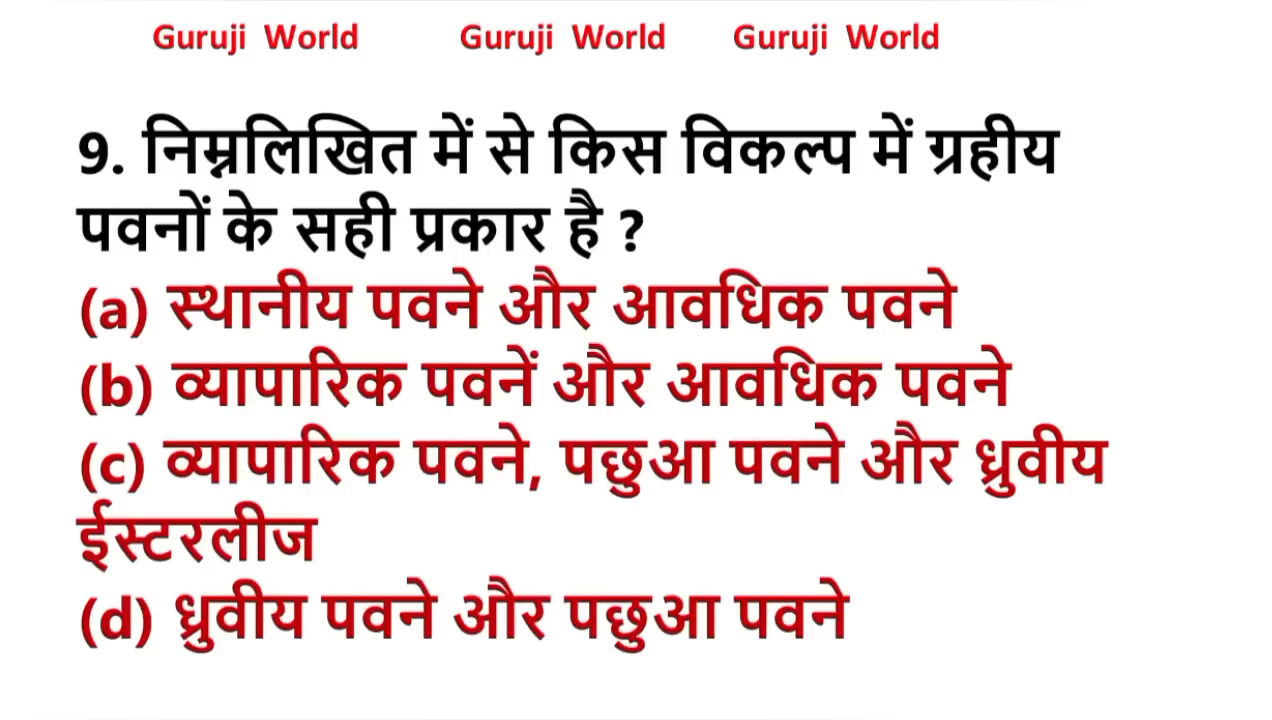 Guruji World Guruji World Guruji World
9. निम्नलिखित में से किस विकल्प में ग्रहीय
पवनों के सही प्रकार है ?
(a) स्थानीय पवने और आवधिक पवने
(b) व्यापारिक पवनें और आवधिक पवने
(c) व्यापारिक पवने, पछुआ पवने और ध्रुवीय
ईस्टरलीज
(d) ध्रुवीय पवने और पछुआ पवने